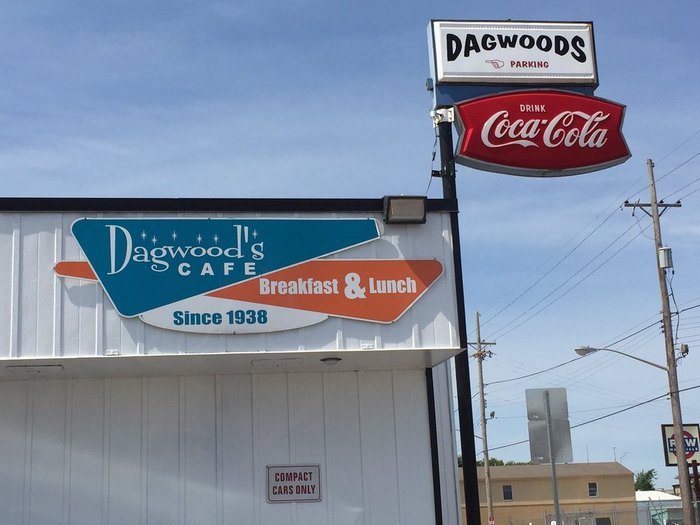 DAGWOODS
PARKING
DRINK
Coca-Cola
Dagwood's
CAFE
Breakfast & Lunch
Since 1938
COMPACT
CARS ONLY